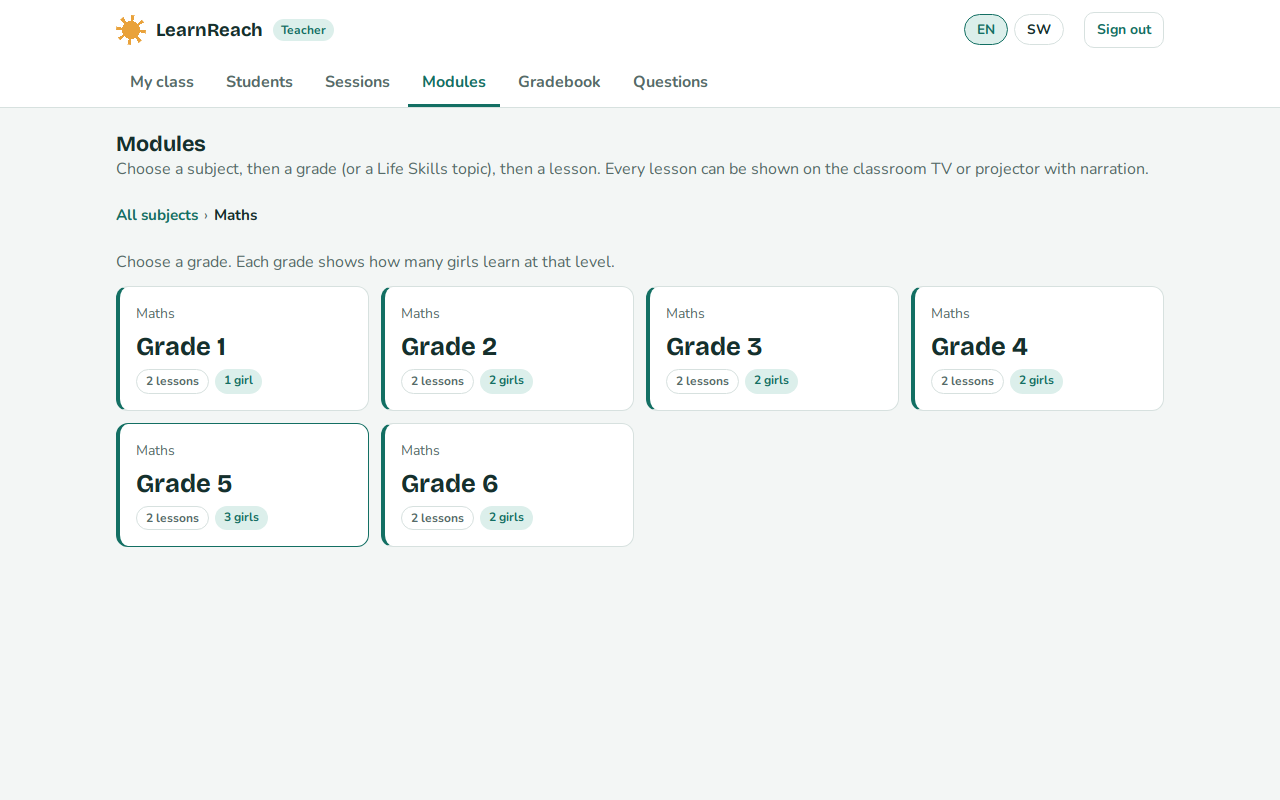 LearnReach
Teacher
EN
SW
Sign out
My class
Students
Sessions
Modules
Gradebook
Questions
Modules
Choose a subject, then a grade (or a Life Skills topic), then a lesson. Every lesson can be shown on the classroom TV or projector with narration.
All subjects › Maths
Choose a grade. Each grade shows how many girls learn at that level.
Maths
Grade 1
2 lessons
1 girl
Maths
Grade 2
2 lessons
2 girls
Maths
Grade 3
2 lessons
2 girls
Maths
Grade 4
2 lessons
2 girls
Maths
Grade 5
2 lessons
3 girls
Maths
Grade 6
2 lessons
2 girls